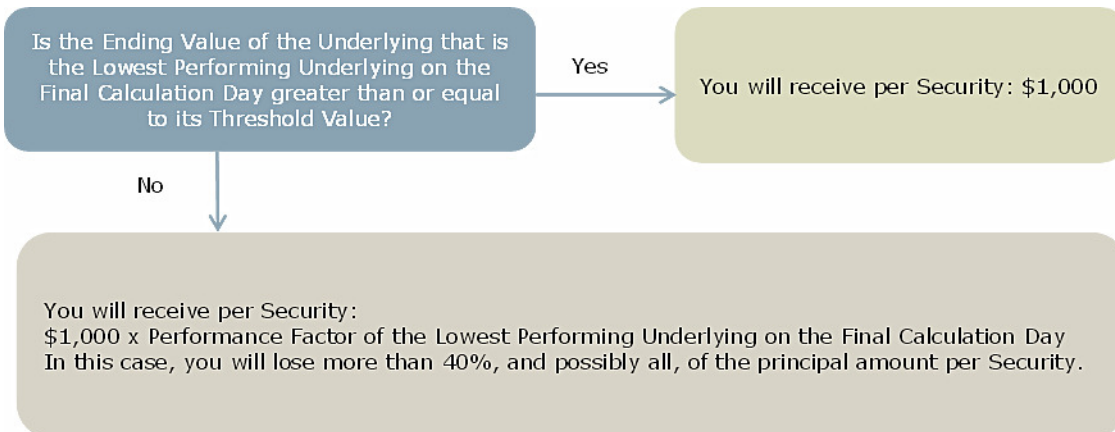 Is the Ending Value of the Underlying that is
the Lowest Performing Underlying on the
Final Calculation Day greater than or equal
to its Threshold Value?
Yes
You will receive per Security: $1,000
No
You will receive per Security:
$1,000 x Performance Factor of the Lowest Performing Underlying on the Final Calculation Day
In this case, you will lose more than 40%, and possibly all, of the principal amount per Security.